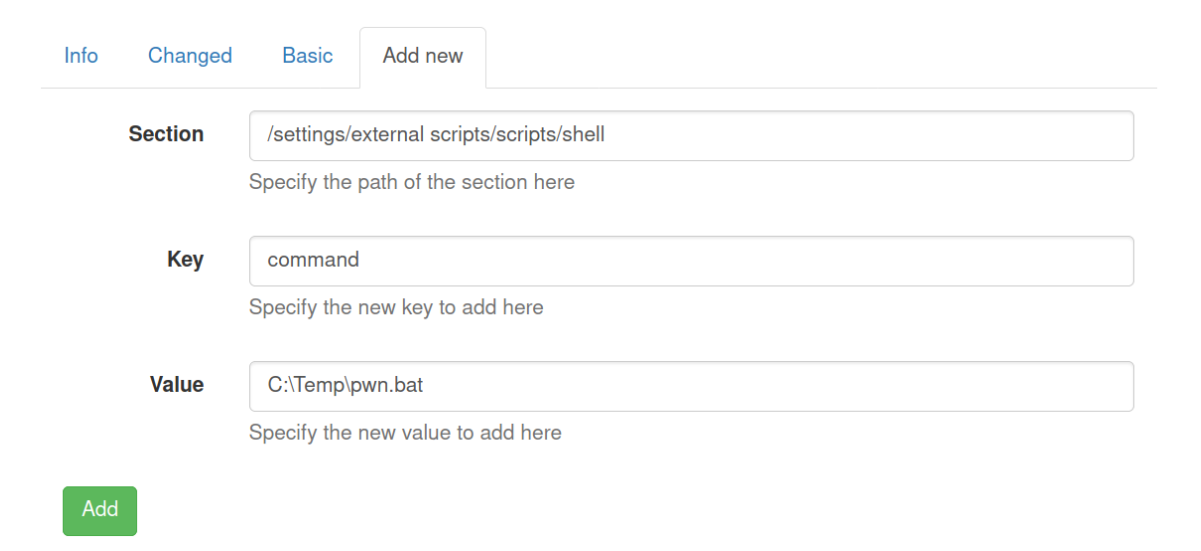 Info Changed Basic Add new
Section /settings/external scripts/scripts/shell
Specify the path of the section here
Key command
Specify the new key to add here
Value C:\Temp\pwn.bat
Specify the new value to add here
Add